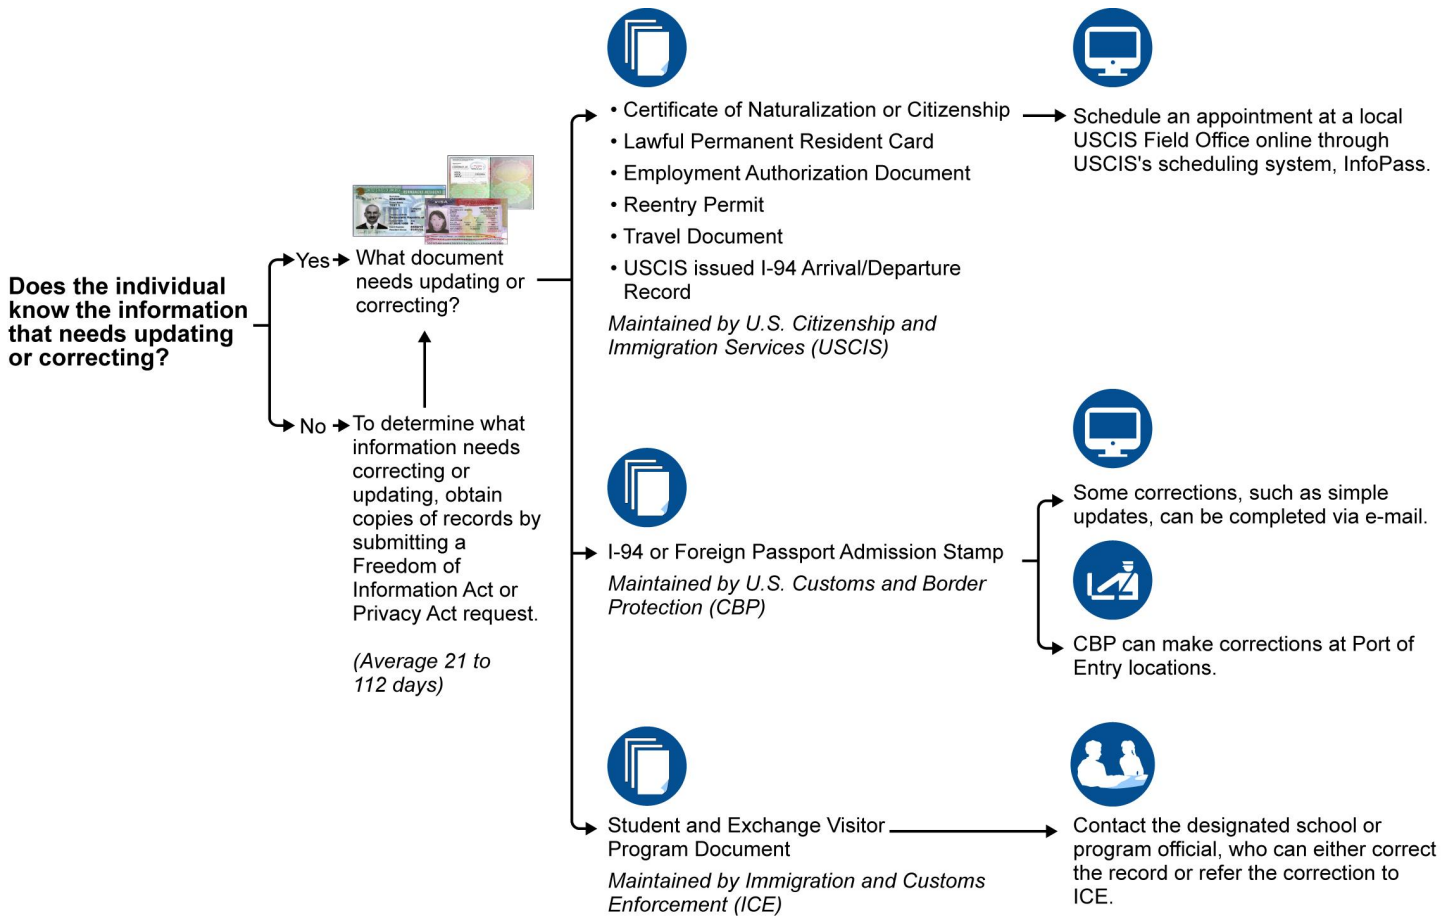 Does the individual
know the information
that needs updating
or correcting?
Yes
What document
needs updating or
correcting?
No
To determine what
information needs
correcting or
updating, obtain
copies of records by
submitting a
Freedom of
Information Act or
Privacy Act request.
(Average 21 to
112 days)
• Certificate of Naturalization or Citizenship
• Lawful Permanent Resident Card
• Employment Authorization Document
• Reentry Permit
• Travel Document
• USCIS issued I-94 Arrival/Departure
Record
Maintained by U.S. Citizenship and
Immigration Services (USCIS)
Schedule an appointment at a local
USCIS Field Office online through
USCIS's scheduling system, InfoPass.
I-94 or Foreign Passport Admission Stamp
Maintained by U.S. Customs and Border
Protection (CBP)
Some corrections, such as simple
updates, can be completed via e-mail.
CBP can make corrections at Port of
Entry locations.
Student and Exchange Visitor
Program Document
Maintained by Immigration and Customs
Enforcement (ICE)
Contact the designated school or
program official, who can either correct
the record or refer the correction to
ICE.